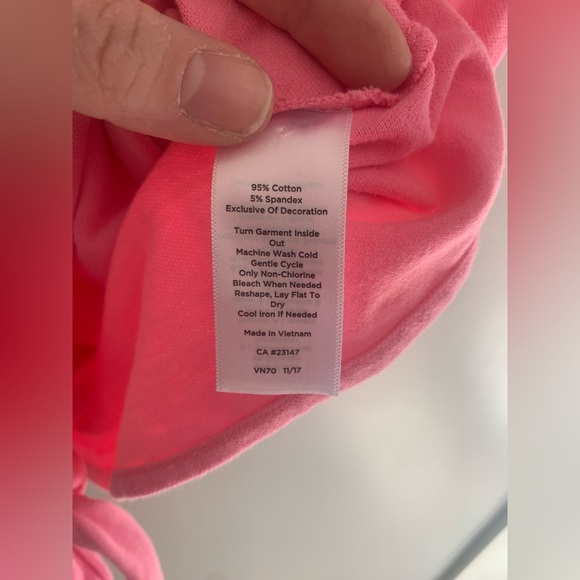 95% Cotton
5% Spandex
Exclusive Of Decoration
Turn Garment Inside
Out
Machine Wash Cold
Gentle Cycle
Only Non-Chlorine
Bleach When Needed
Reshape, Lay Flat To
Dry
Cool Iron If Needed
Made In Vietnam
CA #23147
VN70 11/17